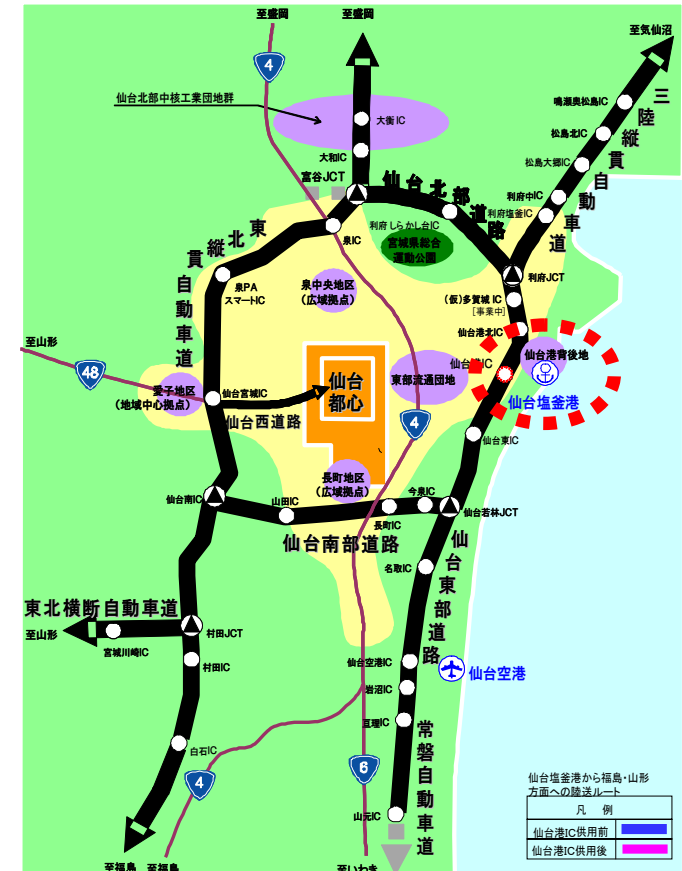 至盛岡
至盛岡
至気仙沼
4
仙台北部中核工業団地群
大衡IC
鳴瀬奥松島IC
三陸縦貫自動車道
松島北IC
大和IC
松島大郷IC
富谷JCT
仙台北部道路
利府中IC
利府塩釜IC
利府しらかし台IC
泉IC
宮城県総合
運動公園
東北縦貫自動車道
利府JCT
泉PA
スマートIC
泉中央地区
(広域拠点)
(仮)多賀城IC
[事業中]
仙台港北IC
至山形
48
仙台港背後地
仙台港IC
仙台
都心
東部流通団地
愛子地区
(地域中心拠点)
仙台宮城IC
仙台塩釜港
仙台西道路
4
仙台東IC
長町地区
(広域拠点)
仙台南IC
山田IC
今泉IC
長町IC
仙台若林JCT
仙台南部道路
仙台東部道路
名取IC
東北横断自動車道
至山形
村田JCT
宮城川崎IC
村田IC
仙台空港IC
仙台空港
岩沼IC
亘理IC
常磐自動車道
白石IC
4
6
山元IC
至福島
至福島
至いわき
仙台塩釜港から福島・山形
方面への陸送ルート
凡 例
仙台港IC供用前
仙台港IC供用後